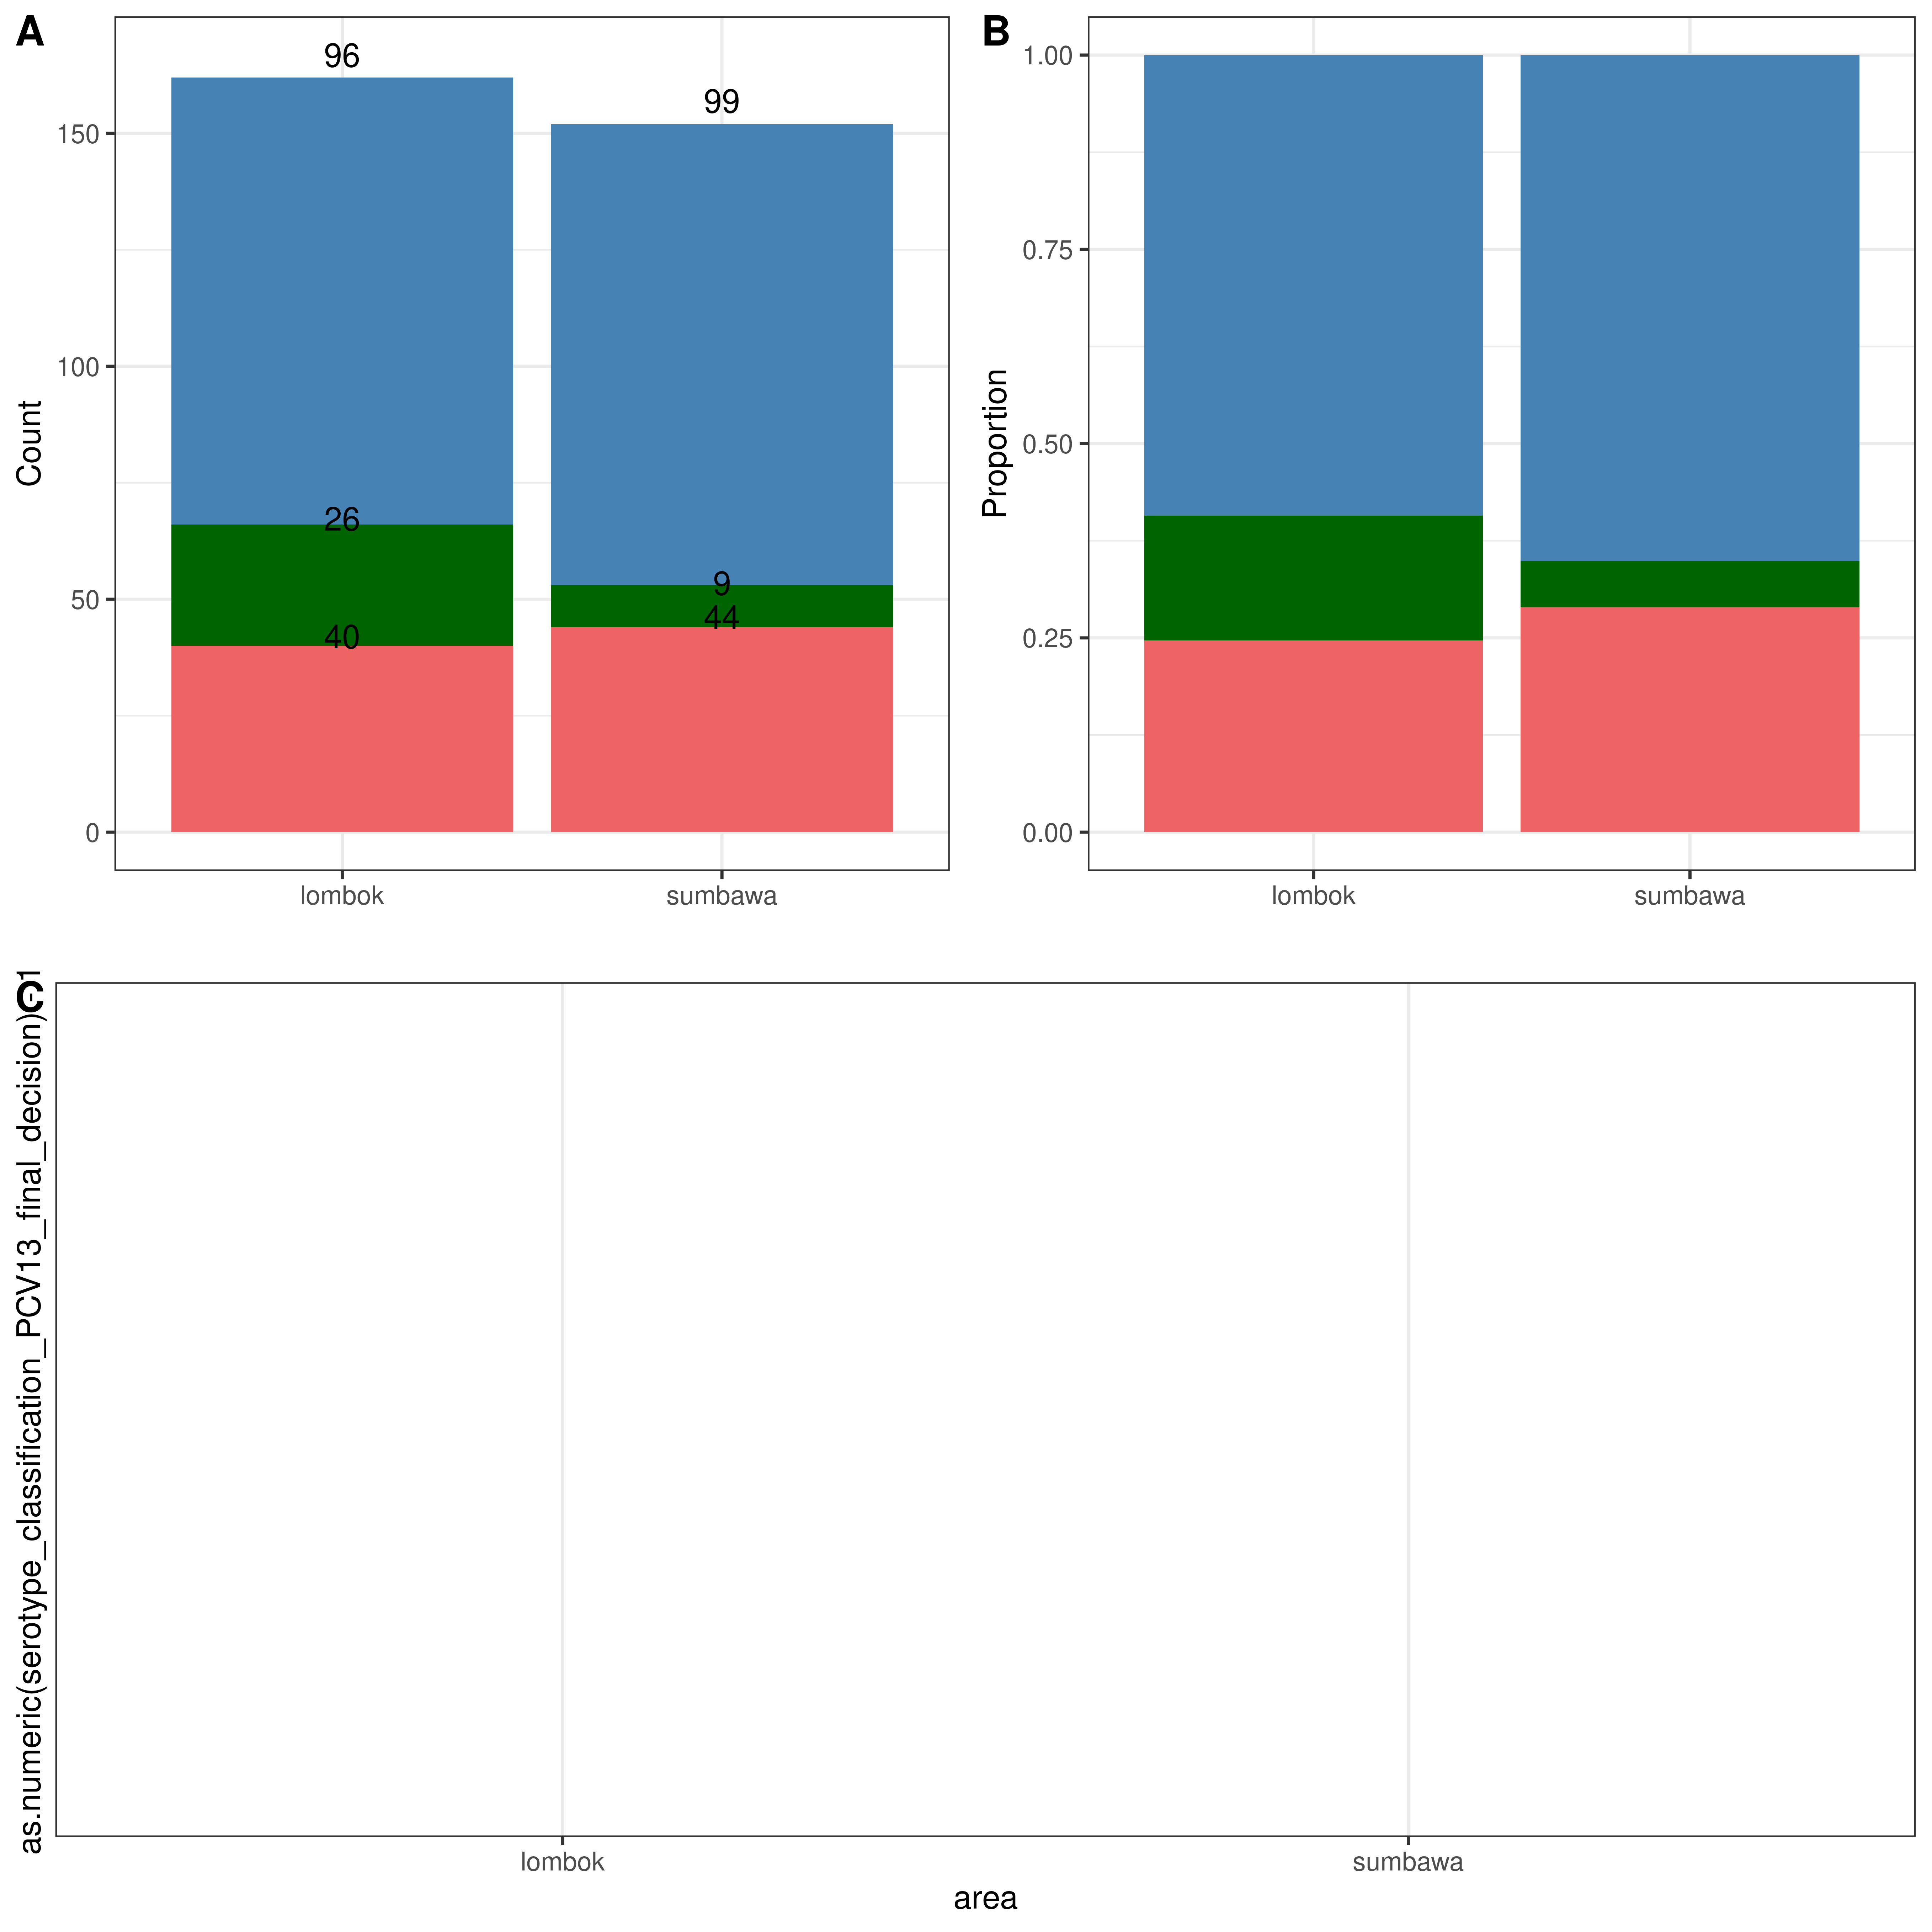 A
96
99
150
100
Count
26
9
50
44
40
0
lombok
sumbawa
B
1.00
0.75
Proportion
0.50
0.25
0.00
lombok
sumbawa
C
as.numeric(serotype_classification_PCV13_final_decision) - 1
lombok
sumbawa
area